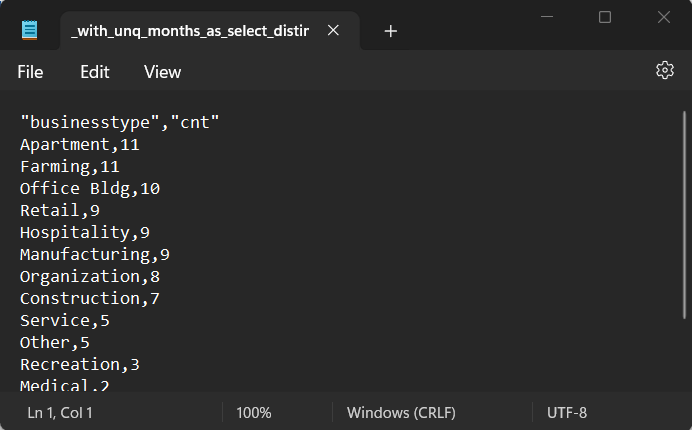 _with_unq_months_as_select_distir
File Edit View
"businesstype","cnt"
Apartment,11
Farming,11
Office Bldg,10
Retail,9
Hospitality,9
Manufacturing,9
Organization,8
Construction,7
Service,5
Other,5
Recreation,3
Medical,2
Ln 1, Col 1 100% Windows (CRLF) UTF-8